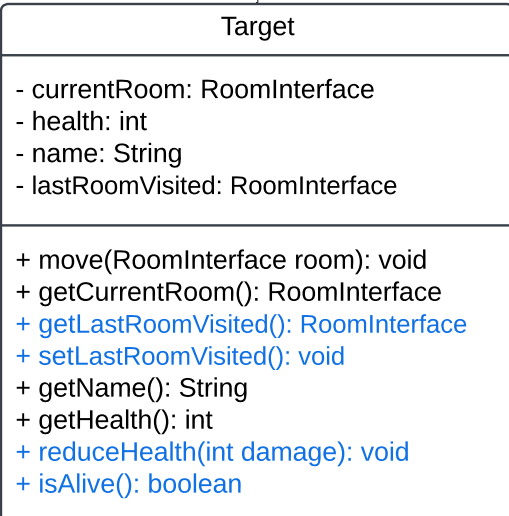 Target
- currentRoom: RoomInterface
- health: int
- name: String
- lastRoomVisited: RoomInterface
+ move(RoomInterface room): void
+ getCurrentRoom(): RoomInterface
+ getLastRoomVisited(): RoomInterface
+ setLastRoomVisited(): void
+ getName(): String
+ getHealth(): int
+ reduceHealth(int damage): void
+ isAlive(): boolean